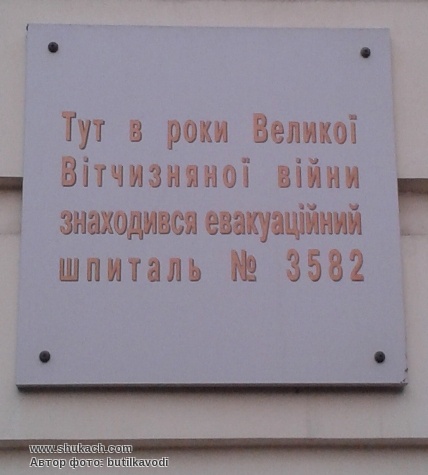 Тут в роки Великої
Вітчизняної війни
знаходився евакуаційний
шпиталь № 3582
www.shukach.com
Автор фото: butilkavodi